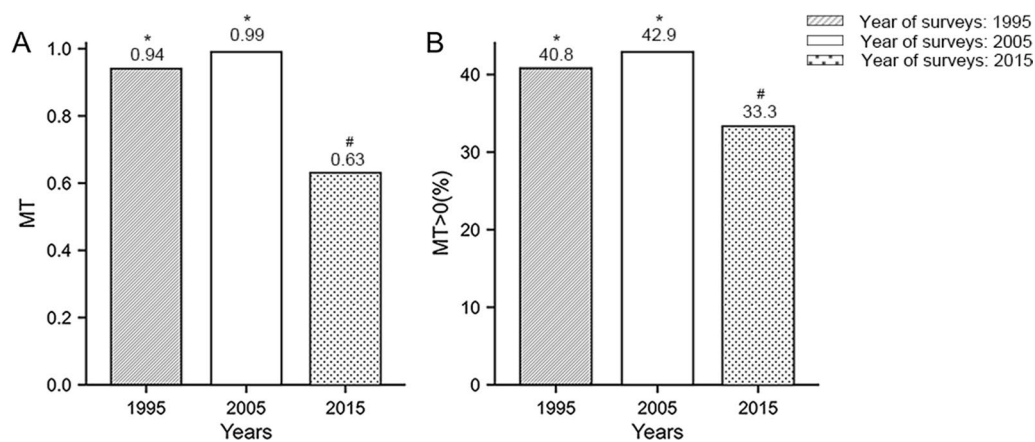 A
MT
1.0
0.8
0.6
0.4
0.2
0.0
*
0.94
*
0.99
#
0.63
1995 2005 2015
Years
B
MT>0(%)
40
30
20
10
0
*
40.8
*
42.9
#
33.3
1995 2005 2015
Years
Year of surveys: 1995
Year of surveys: 2005
Year of surveys: 2015